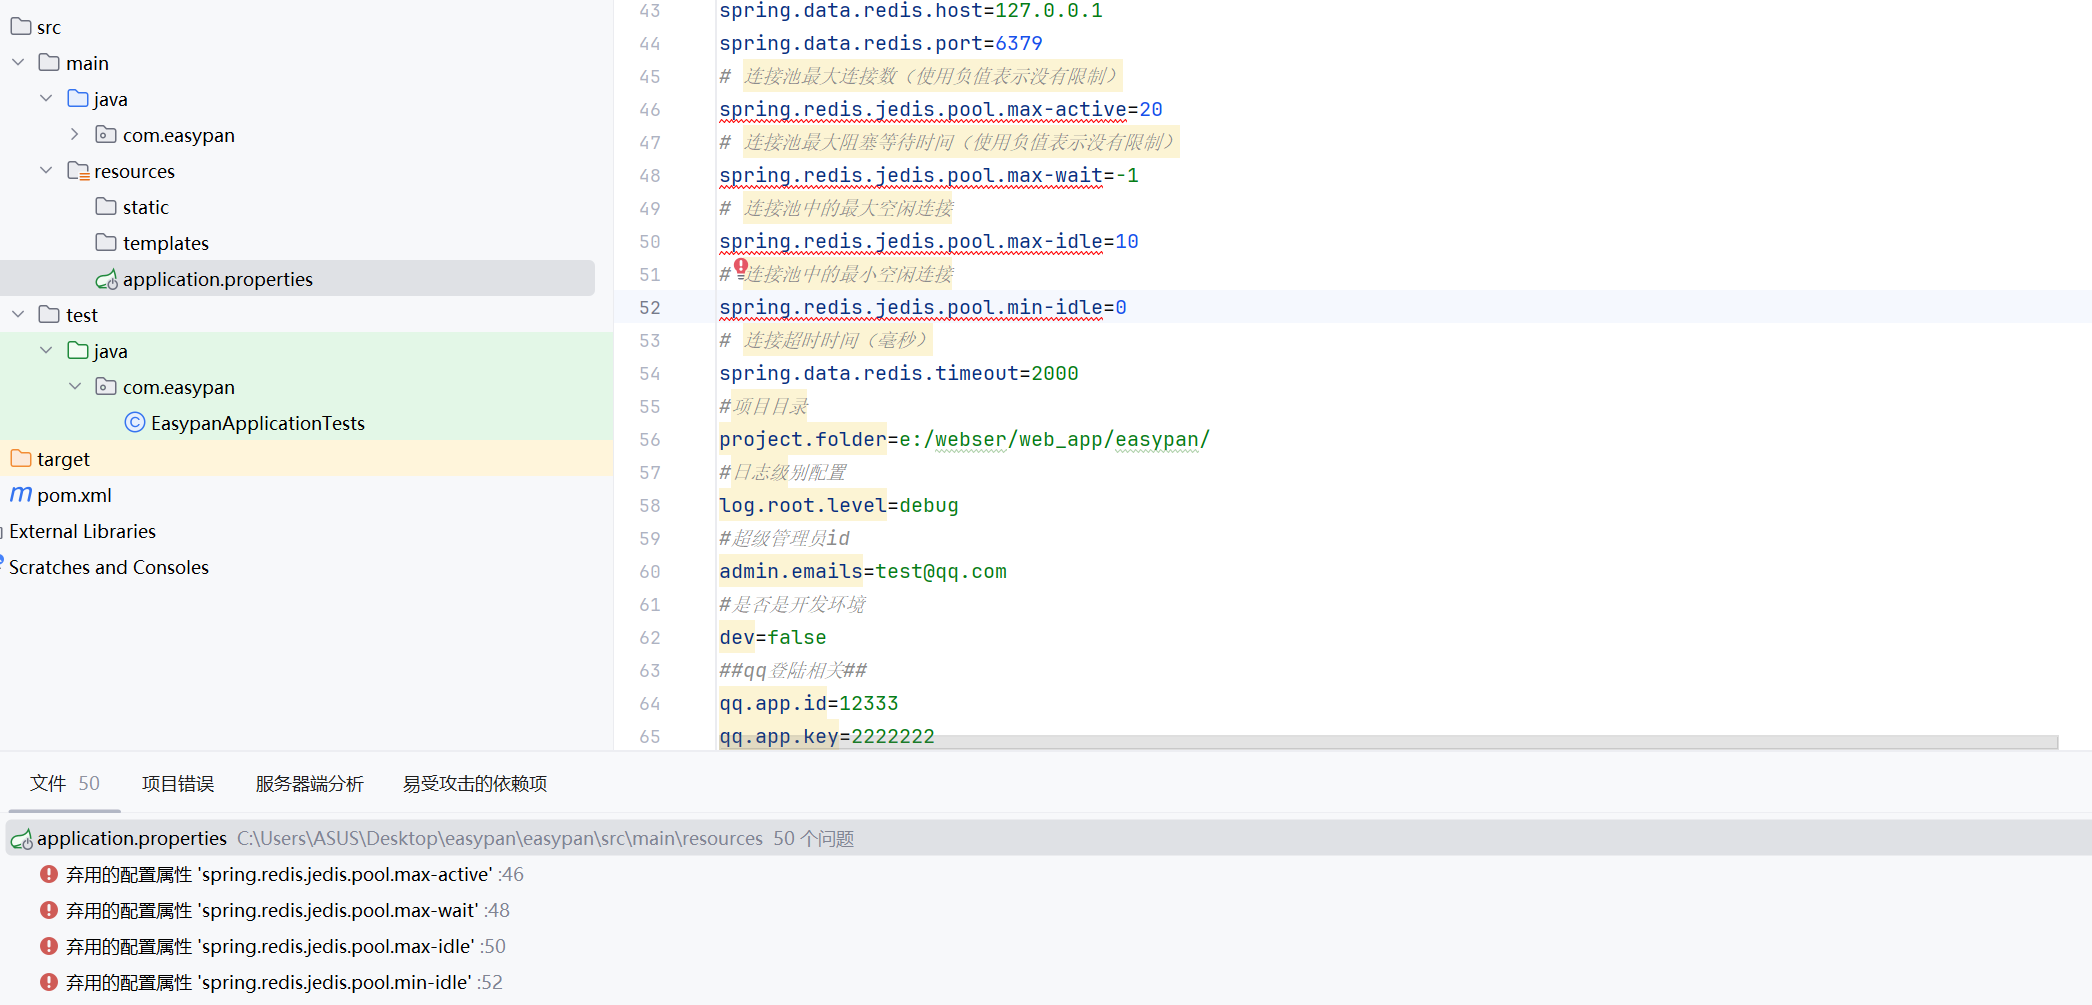 src
main
java
com.easypan
resources
static
templates
application.properties
test
java
com.easypan
EasypanApplicationTests
target
pom.xml
External Libraries
Scratches and Consoles
43 spring.data.redis.host=127.0.0.1
44 spring.data.redis.port=6379
45 # 连接池最大连接数（使用负值表示没有限制）
46 spring.redis.jedis.pool.max-active=20
47 # 连接池最大阻塞等待时间（使用负值表示没有限制）
48 spring.redis.jedis.pool.max-wait=-1
49 # 连接池中的最大空闲连接
50 spring.redis.jedis.pool.max-idle=10
51 # 连接池中的最小空闲连接
52 spring.redis.jedis.pool.min-idle=0
53 # 连接超时时间（毫秒）
54 spring.data.redis.timeout=2000
55 #项目目录
56 project.folder=e:/webser/web_app/easypan/
57 #日志级别配置
58 log.root.level=debug
59 #超级管理员id
60 admin.emails=test@qq.com
61 #是否是开发环境
62 dev=false
63 ##qq登陆相关##
64 qq.app.id=12333
65 qq.app.key=2222222
文件 50 项目错误 服务器端分析 易受攻击的依赖项
application.properties C:\Users\ASUS\Desktop\easypan\easypan\src\main\resources 50 个问题
弃用的配置属性 'spring.redis.jedis.pool.max-active' :46
弃用的配置属性 'spring.redis.jedis.pool.max-wait' :48
弃用的配置属性 'spring.redis.jedis.pool.max-idle' :50
弃用的配置属性 'spring.redis.jedis.pool.min-idle' :52